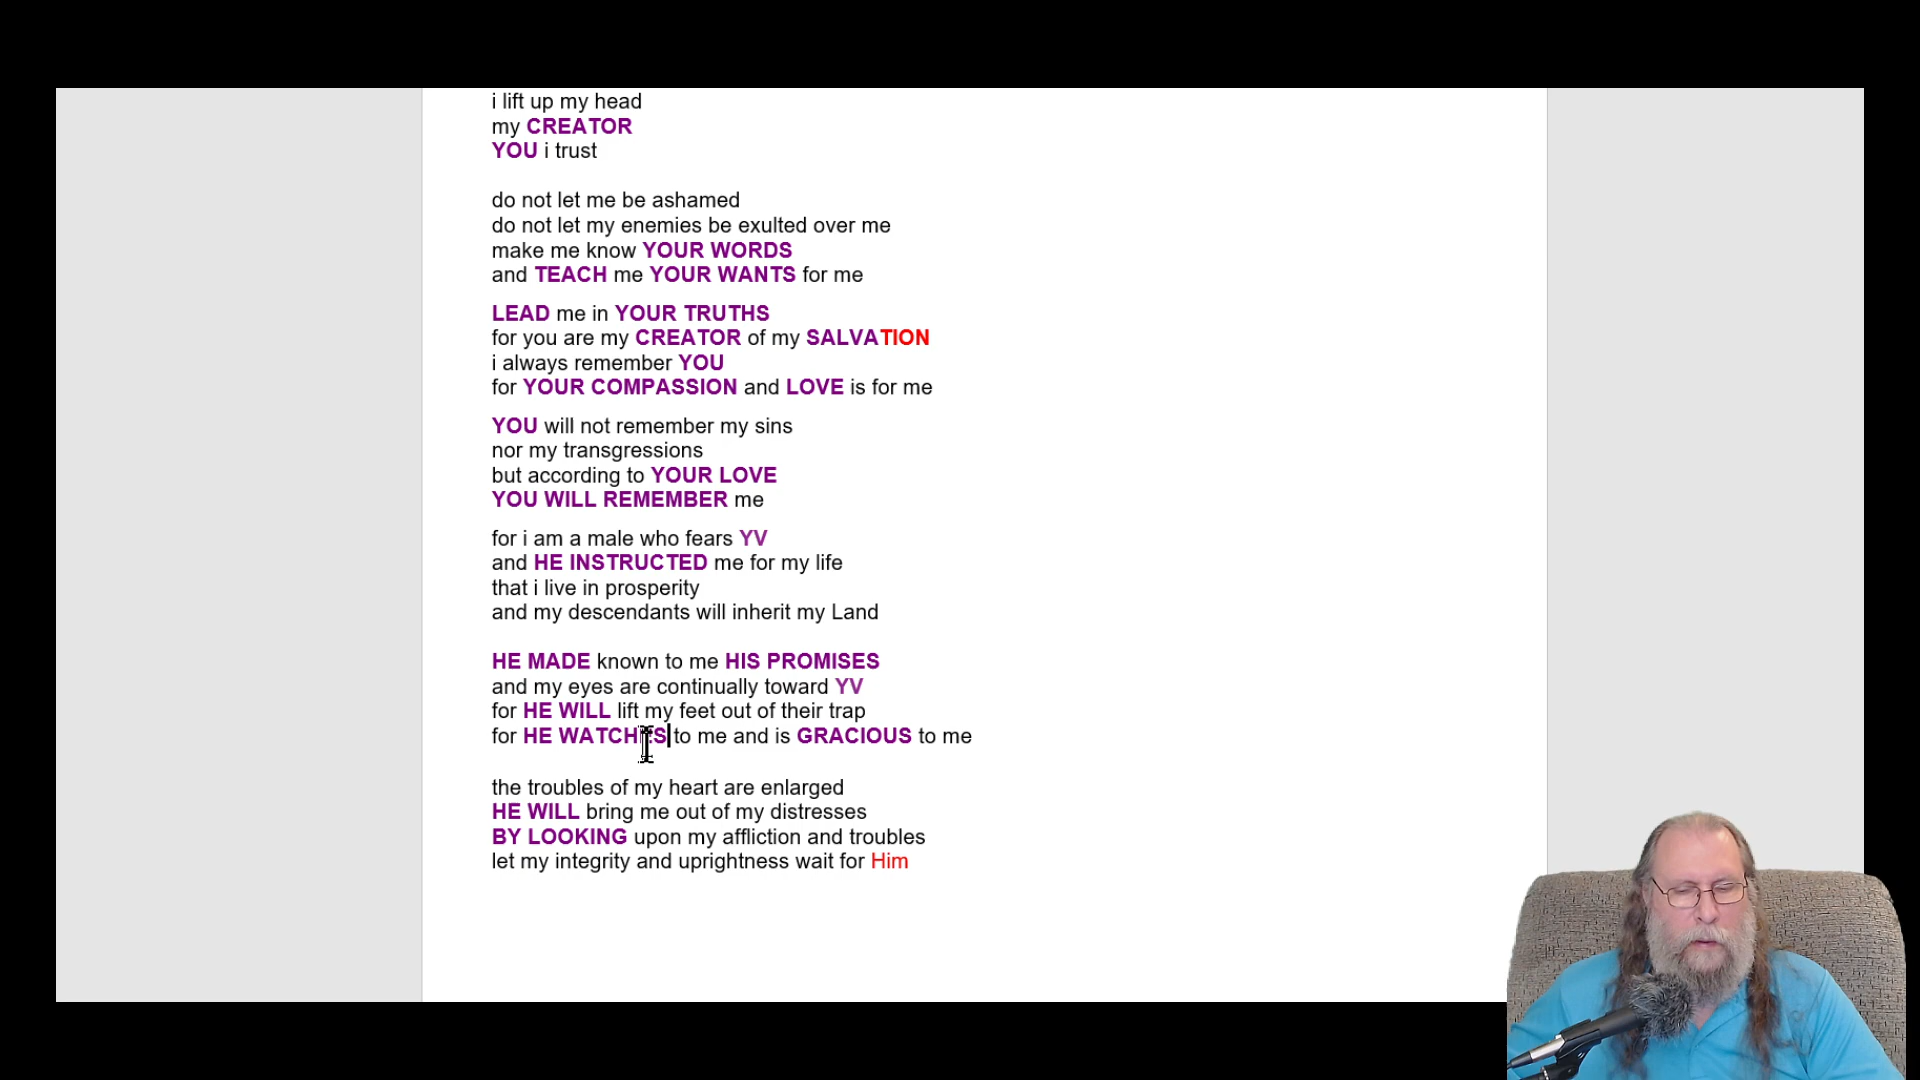 i lift up my head
my CREATOR
YOU i trust
do not let me be ashamed
do not let my enemies be exulted over me
make me know YOUR WORDS
and TEACH me YOUR WANTS for me
LEAD me in YOUR TRUTHS
for you are my CREATOR of my SALVATION
i always remember YOU
for YOUR COMPASSION and LOVE is for me
YOU will not remember my sins
nor my transgressions
but according to YOUR LOVE
YOU WILL REMEMBER me
for i am a male who fears YV
and HE INSTRUCTED me for my life
that i live in prosperity
and my descendants will inherit my Land
HE MADE known to me HIS PROMISES
and my eyes are continually toward YV
for HE WILL lift my feet out of their trap
for HE WATCHES to me and is GRACIOUS to me
the troubles of my heart are enlarged
HE WILL bring me out of my distresses
BY LOOKING upon my affliction and troubles
let my integrity and uprightness wait for Him